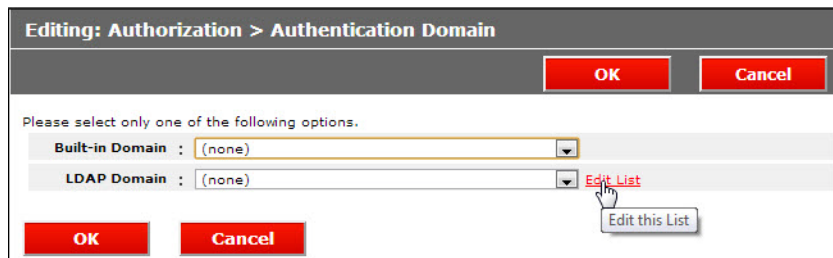 Editing: Authorization > Authentication Domain
OK Cancel
Please select only one of the following options.
Built-in Domain : (none)
LDAP Domain : (none) Edit List
Edit this List
OK Cancel